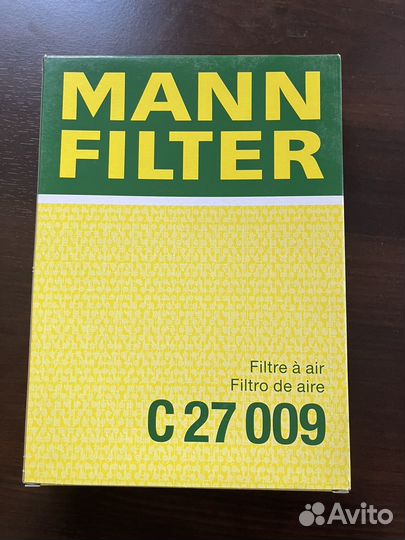 MANN
FILTER
Filtre à air
Filtro de aire
C 27 009
Avito